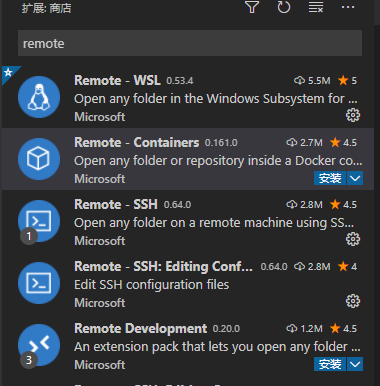 扩展: 商店
remote
Remote - WSL 0.53.4 5.5M 5
Open any folder in the Windows Subsystem for ...
Microsoft
Remote - Containers 0.161.0 2.7M 4.5
Open any folder or repository inside a Docker co...
Microsoft 安装
Remote - SSH 0.64.0 2.8M 4.5
Open any folder on a remote machine using SS...
1
Microsoft
Remote - SSH: Editing Conf... 0.64.0 2.8M 4
Edit SSH configuration files
Microsoft
Remote Development 0.20.0 1.2M 4.5
An extension pack that lets you open any folder ...
3
Microsoft 安装